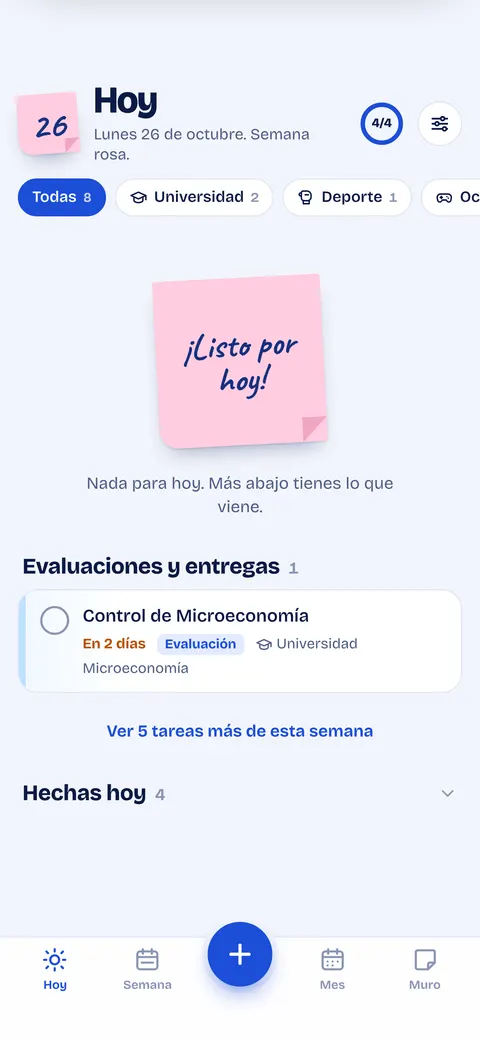 26
Hoy
Lunes 26 de octubre. Semana
rosa.
4/4
Todas 8
Universidad 2
Deporte 1
Oc
¡Listo por
hoy!
Nada para hoy. Más abajo tienes lo que
viene.
Evaluaciones y entregas 1
Control de Microeconomía
En 2 días Evaluación Universidad
Microeconomía
Ver 5 tareas más de esta semana
Hechas hoy 4
Hoy
Semana
Mes
Muro